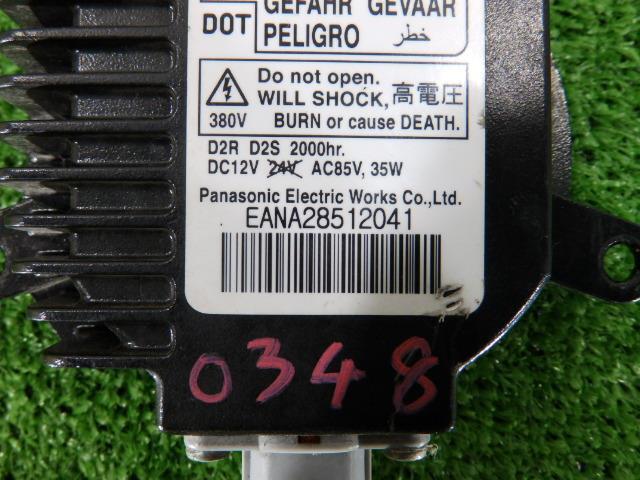 DOT
GEFAHR GEVAAR
PELIGRO خطر
Do not open.
WILL SHOCK, 高電圧
380V BURN or cause DEATH.
D2R D2S 2000hr.
DC12V 24V AC85V, 35W
Panasonic Electric Works Co.,Ltd.
EANA28512041
0348